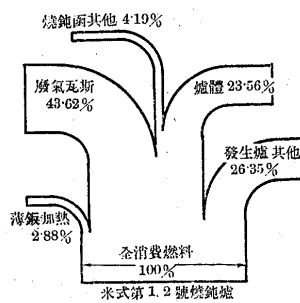 燒鈍函其他 4·19%
廢氣瓦斯
43·62%
爐體 23·56%
發生爐其他
26·35%
薄鈑加熱
2·88%
全消費燃料
100%
米式第1,2號燒鈍爐